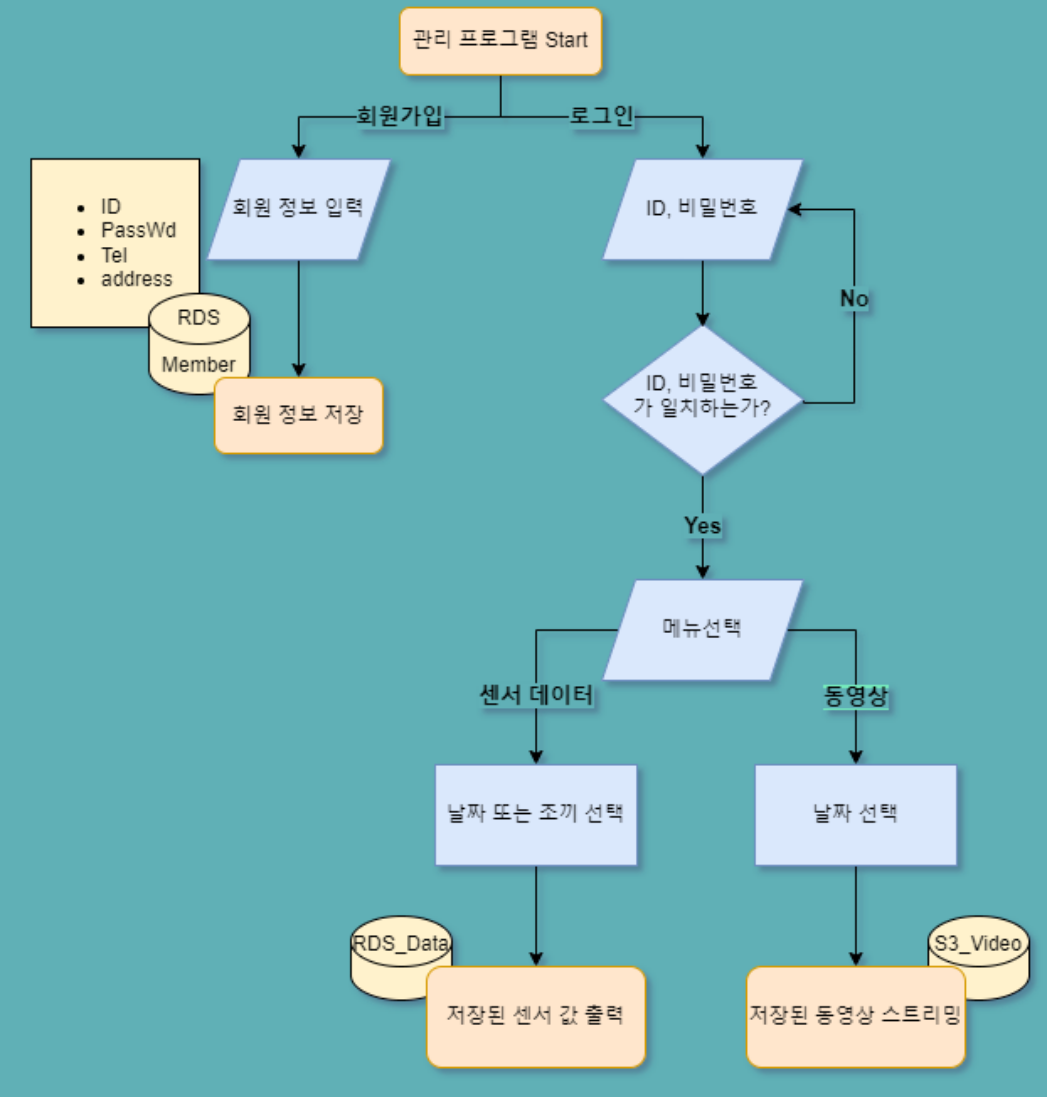 관리 프로그램 Start
회원가입
로그인
회원 정보 입력
ID, 비밀번호
ID
PassWd
Tel
address
No
RDS
Member
ID, 비밀번호
가 일치하는가?
회원 정보 저장
Yes
메뉴선택
센서 데이터
동영상
날짜 또는 조끼 선택
날짜 선택
RDS_Data
S3_Video
저장된 센서 값 출력
저장된 동영상 스트리밍